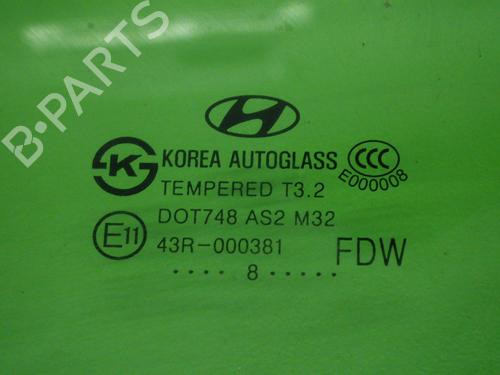 B-PARTS
KOREA AUTOGLASS
CCC
E000008
TEMPERED T3.2
DOT748 AS2 M32
E11
43R-000381
FDW
.... 8 .....